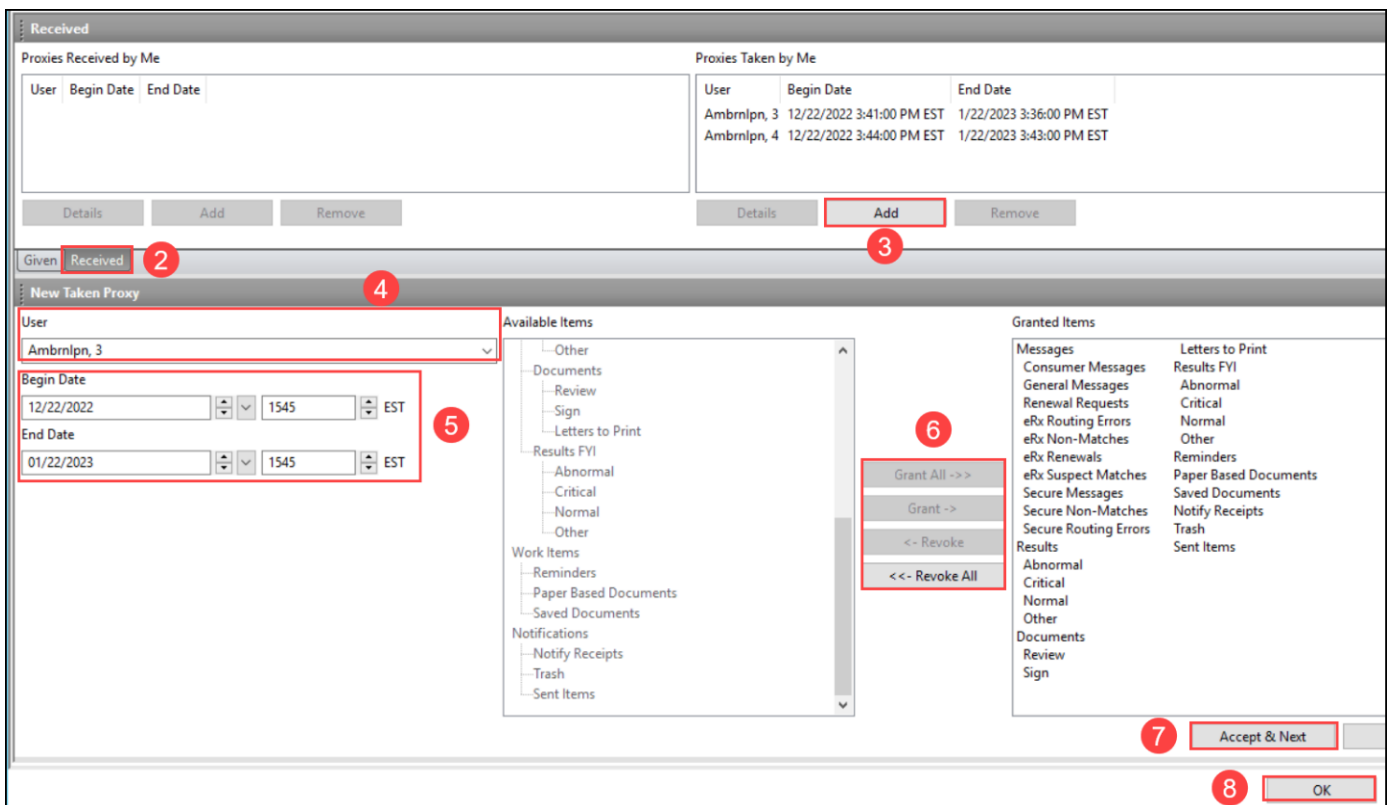 Received
Proxies Received by Me
User Begin Date End Date
Proxies Taken by Me
User Begin Date End Date
Ambrnlpn, 3 12/22/2022 3:41:00 PM EST 1/22/2023 3:36:00 PM EST
Ambrnlpn, 4 12/22/2022 3:44:00 PM EST 1/22/2023 3:43:00 PM EST
Details Add Remove
Details Add Remove
3
Given Received 2
New Taken Proxy
4
User
Ambrnlpn, 3
Begin Date
12/22/2022 1545 EST
End Date
01/22/2023 1545 EST
5
Available Items
Other
Documents
Review
Sign
Letters to Print
Results FYI
Abnormal
Critical
Normal
Other
Work Items
Reminders
Paper Based Documents
Saved Documents
Notifications
Notify Receipts
Trash
Sent Items
6
Grant All ->>
Grant ->
<- Revoke
<<- Revoke All
Granted Items
Messages
Consumer Messages
General Messages
Renewal Requests
eRx Routing Errors
eRx Non-Matches
eRx Renewals
eRx Suspect Matches
Secure Messages
Secure Non-Matches
Secure Routing Errors
Results
Abnormal
Critical
Normal
Other
Documents
Review
Sign
Letters to Print
Results FYI
Abnormal
Critical
Normal
Other
Reminders
Paper Based Documents
Saved Documents
Notify Receipts
Trash
Sent Items
7 Accept & Next
8 OK